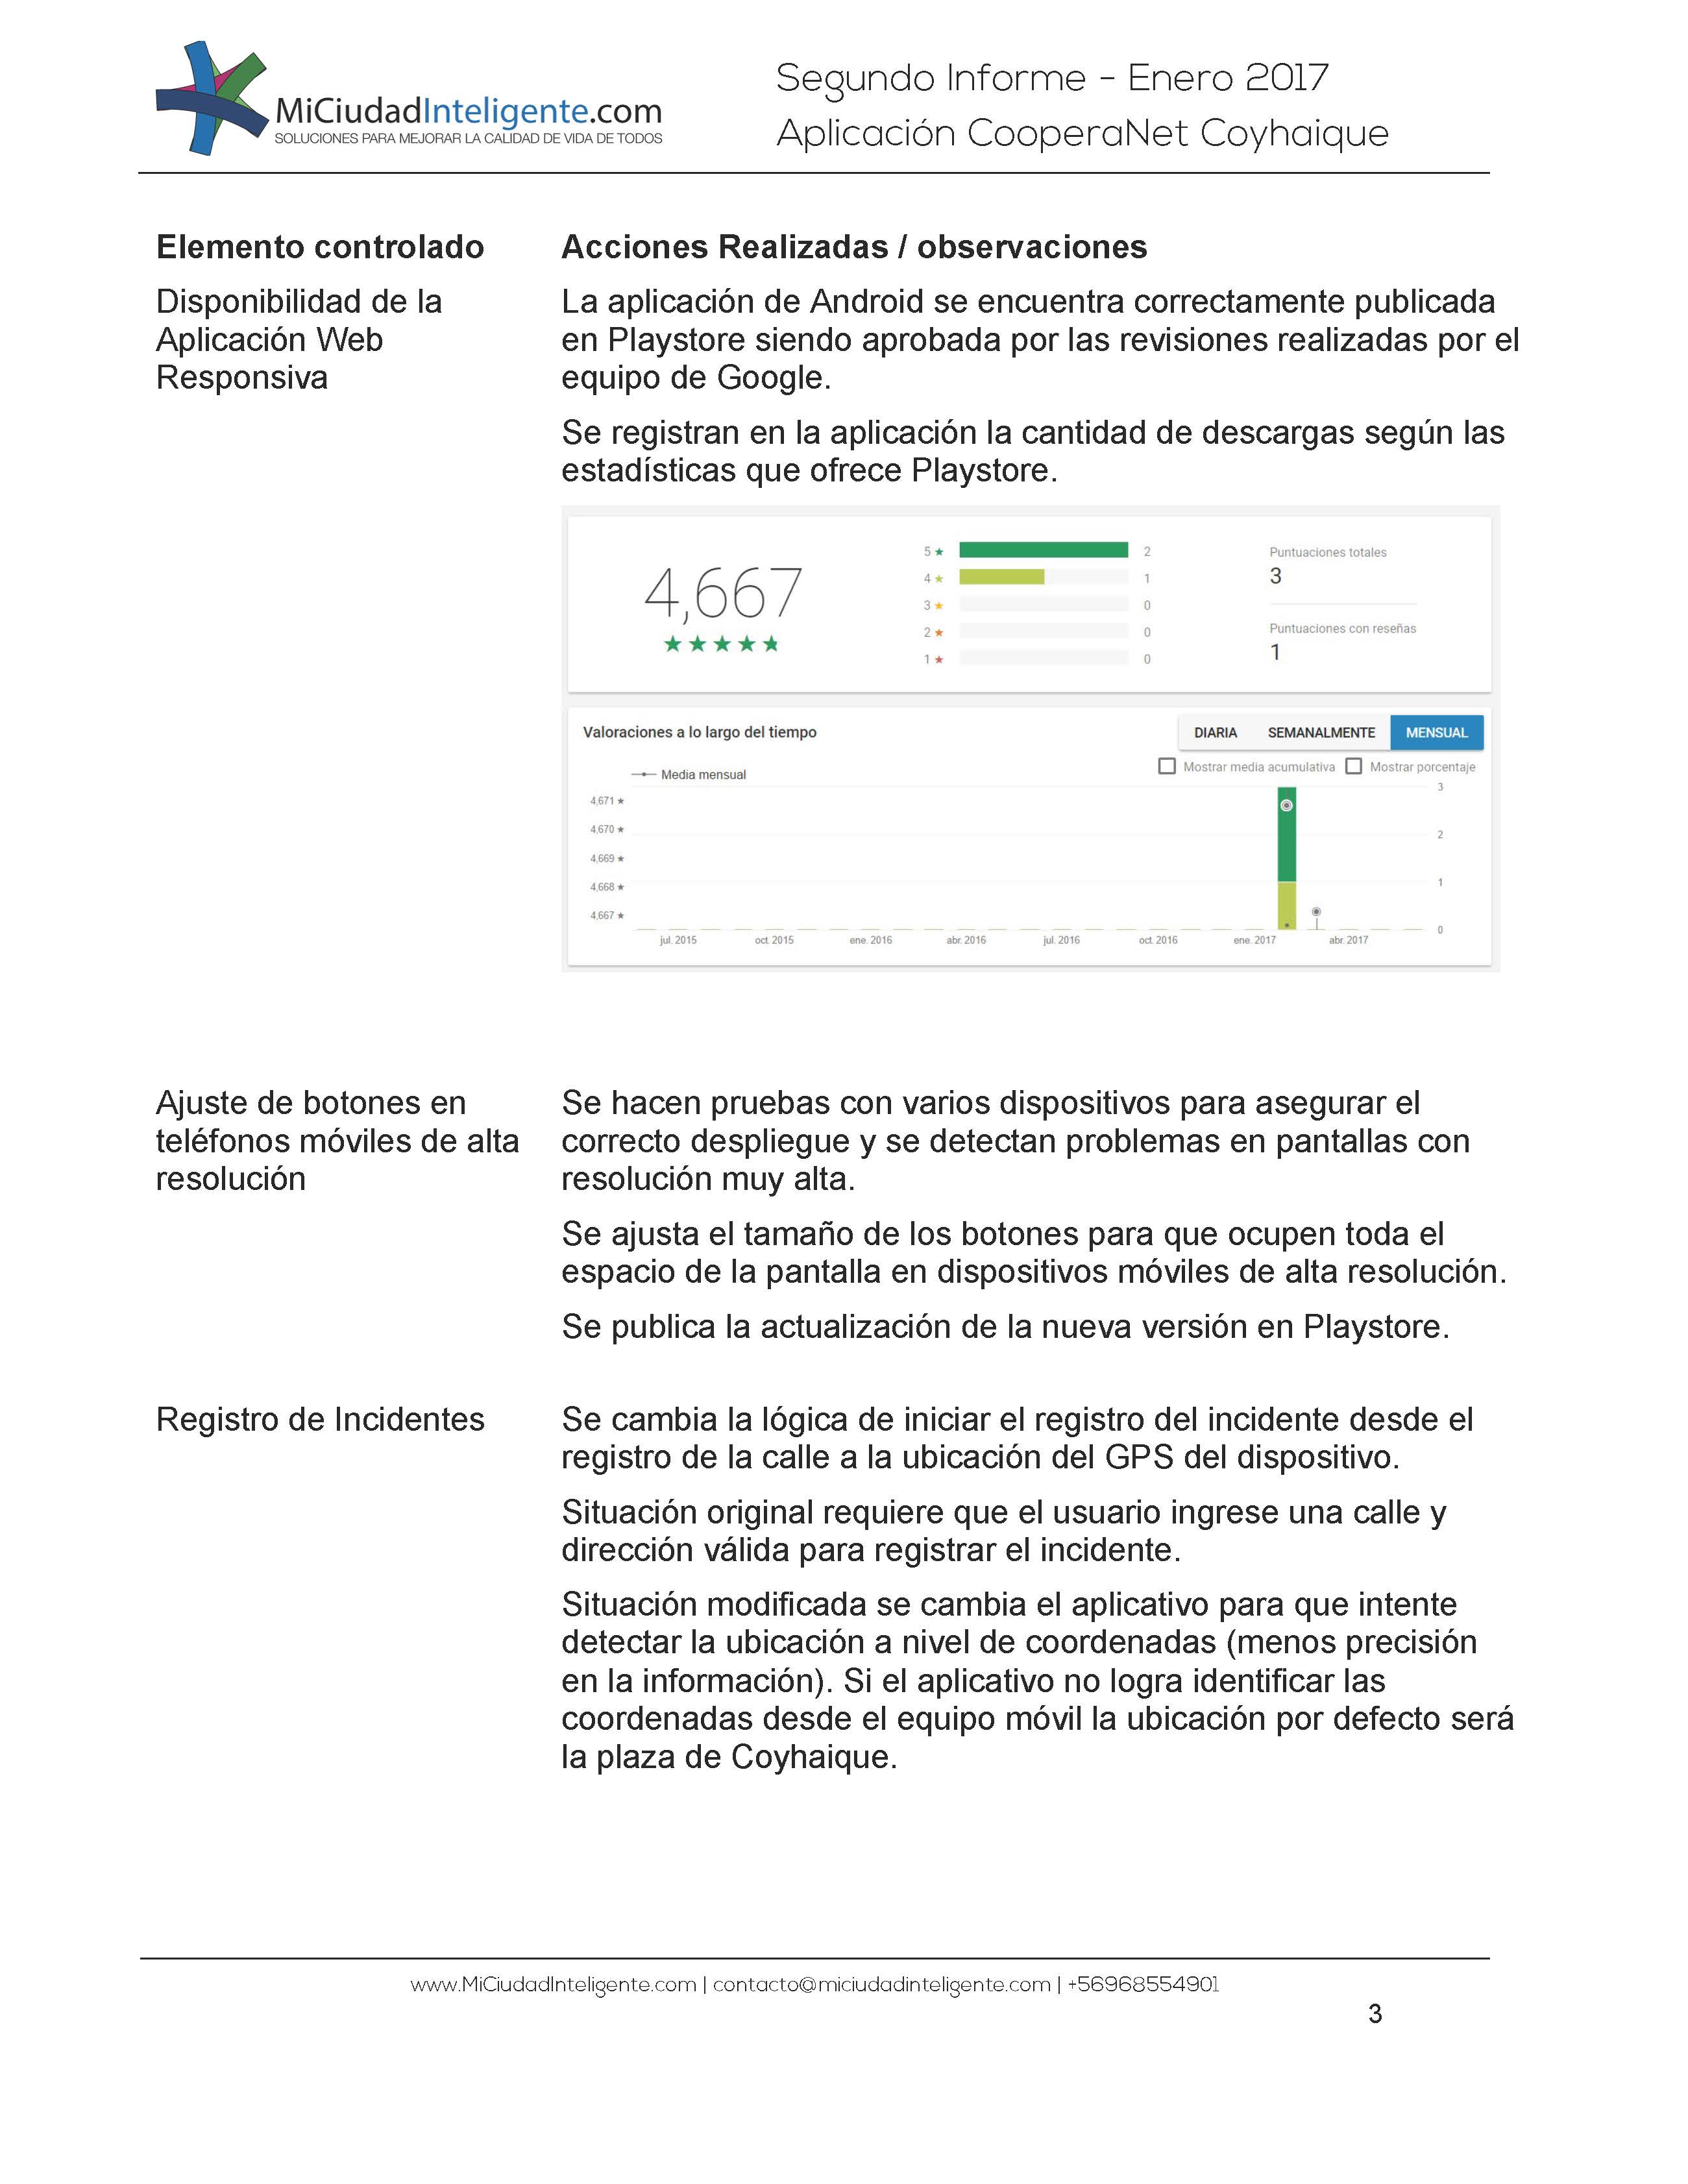 MiCiudadInteligente.com
SOLUCIONES PARA MEJORAR LA CALIDAD DE VIDA DE TODOS
Segundo Informe - Enero 2017
Aplicación CooperaNet Coyhaique
Elemento controlado
Acciones Realizadas / observaciones
Disponibilidad de la
Aplicación Web
Responsiva
La aplicación de Android se encuentra correctamente publicada
en Playstore siendo aprobada por las revisiones realizadas por el
equipo de Google.
Se registran en la aplicación la cantidad de descargas según las
estadísticas que ofrece Playstore.
4,667
★★★★★
5 ★ 2
4 ★ 1
3 ★ 0
2 ★ 0
1 ★ 0
Puntuaciones totales
3
Puntuaciones con reseñas
1
Valoraciones a lo largo del tiempo
DIARIA SEMANALMENTE MENSUAL
Media mensual
Mostrar media acumulativa Mostrar porcentaje
4,671 ★
4,670 ★
4,669 ★
4,668 ★
4,667 ★
3
2
1
0
jul. 2015 oct. 2015 ene. 2016 abr. 2016 jul. 2016 oct. 2016 ene. 2017 abr. 2017
Ajuste de botones en
teléfonos móviles de alta
resolución
Se hacen pruebas con varios dispositivos para asegurar el
correcto despliegue y se detectan problemas en pantallas con
resolución muy alta.
Se ajusta el tamaño de los botones para que ocupen toda el
espacio de la pantalla en dispositivos móviles de alta resolución.
Se publica la actualización de la nueva versión en Playstore.
Registro de Incidentes
Se cambia la lógica de iniciar el registro del incidente desde el
registro de la calle a la ubicación del GPS del dispositivo.
Situación original requiere que el usuario ingrese una calle y
dirección válida para registrar el incidente.
Situación modificada se cambia el aplicativo para que intente
detectar la ubicación a nivel de coordenadas (menos precisión
en la información). Si el aplicativo no logra identificar las
coordenadas desde el equipo móvil la ubicación por defecto será
la plaza de Coyhaique.
www.MiCiudadInteligente.com | contacto@miciudadinteligente.com | +56968554901
3